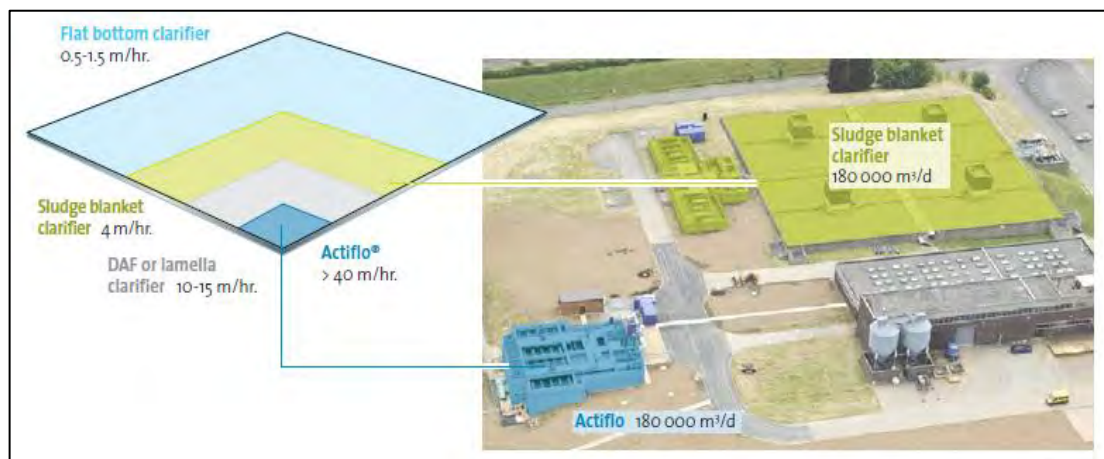 Flat bottom clarifier
0.5-1.5 m/hr.
Sludge blanket
clarifier 4 m/hr.
DAF or lamella
clarifier 10-15 m/hr.
Actiflo®
> 40 m/hr.
Sludge blanket
clarifier
180 000 m³/d
Actiflo 180 000 m³/d